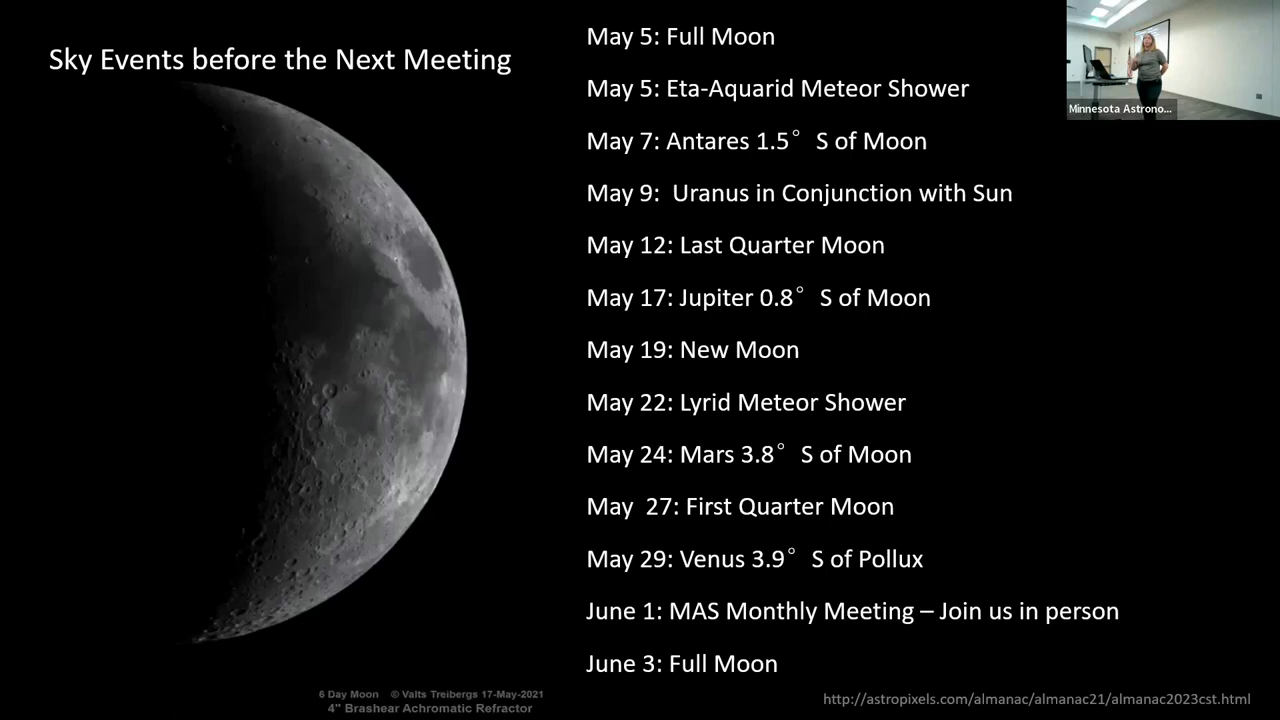 Sky Events before the Next Meeting
May 5: Full Moon
May 5: Eta-Aquarid Meteor Shower
May 7: Antares 1.5° S of Moon
May 9:  Uranus in Conjunction with Sun
May 12: Last Quarter Moon
May 17: Jupiter 0.8° S of Moon
May 19: New Moon
May 22: Lyrid Meteor Shower
May 24: Mars 3.8° S of Moon
May  27: First Quarter Moon
May 29: Venus 3.9° S of Pollux
June 1: MAS Monthly Meeting – Join us in person
June 3: Full Moon
Minnesota Astrono...
6 Day Moon © Valts Treibergs 17-May-2021
4" Brashear Achromatic Refractor
http://astropixels.com/almanac/almanac21/almanac2023cst.html